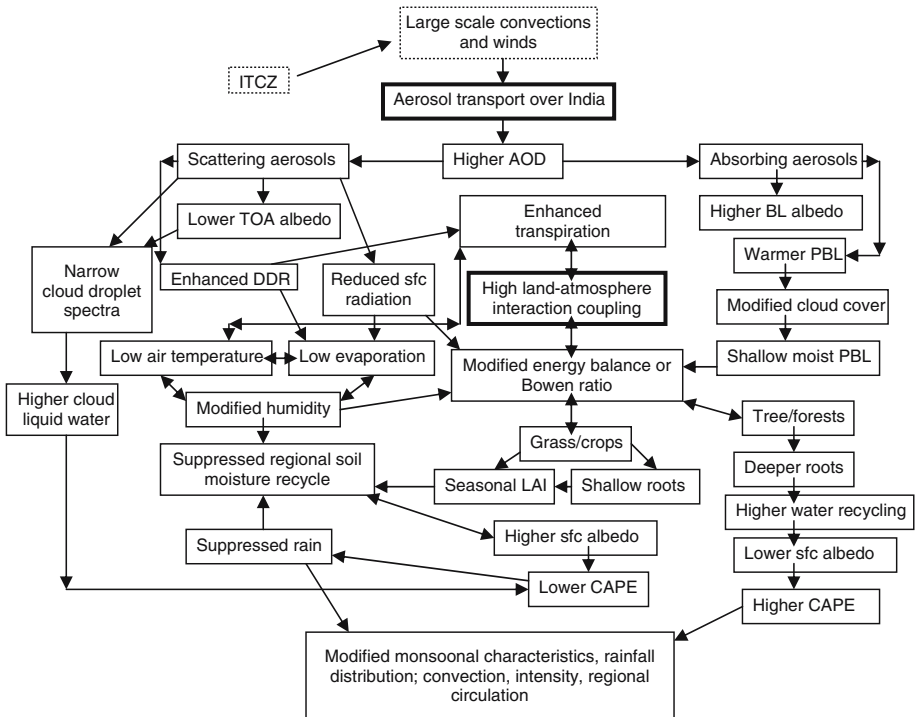 Large scale convections
and winds
ITCZ
Aerosol transport over India
Scattering aerosols
Higher AOD
Absorbing aerosols
Lower TOA albedo
Enhanced
transpiration
Higher BL albedo
Narrow
cloud droplet
spectra
Enhanced DDR
Reduced sfc
radiation
Warmer PBL
High land-atmosphere
interaction coupling
Modified cloud cover
Low air temperature
Low evaporation
Modified energy balance or
Bowen ratio
Shallow moist PBL
Higher cloud
liquid water
Modified humidity
Tree/forests
Grass/crops
Suppressed regional soil
moisture recycle
Seasonal LAI
Shallow roots
Deeper roots
Higher water recycling
Suppressed rain
Higher sfc albedo
Lower sfc albedo
Lower CAPE
Higher CAPE
Modified monsoonal characteristics, rainfall
distribution; convection, intensity, regional
circulation